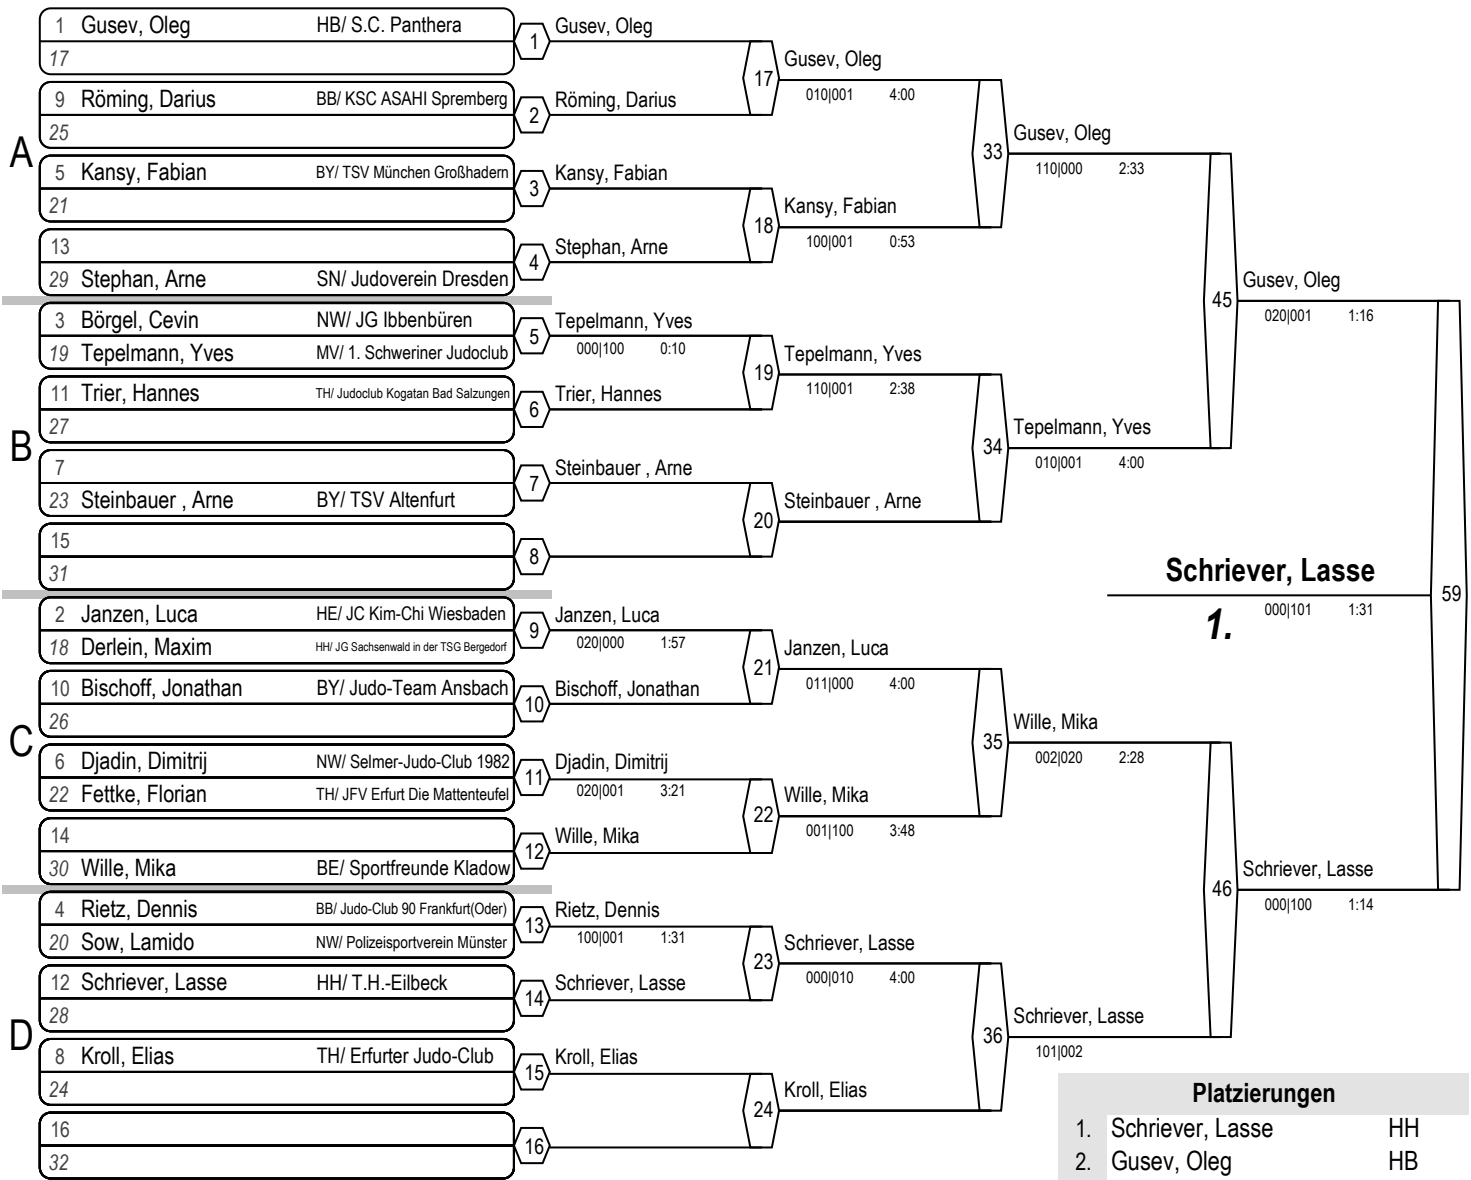 A
1 Gusev, Oleg HB/ S.C. Panthera
17
1
Gusev, Oleg
9 Röming, Darius BB/ KSC ASAHI Spremberg
25
2
Röming, Darius
5 Kansy, Fabian BY/ TSV München Großhadern
21
3
Kansy, Fabian
13
29 Stephan, Arne SN/ Judoverein Dresden
4
Stephan, Arne
B
3 Börgel, Cevin NW/ JG Ibbenbüren
19 Tepelmann, Yves MV/ 1. Schweriner Judoclub
5
Tepelmann, Yves
000|100 0:10
11 Trier, Hannes TH/ Judoclub Kogatan Bad Salzungen
27
6
Trier, Hannes
7
23 Steinbauer , Arne BY/ TSV Altenfurt
7
Steinbauer , Arne
15
31
8
C
2 Janzen, Luca HE/ JC Kim-Chi Wiesbaden
18 Derlein, Maxim HH/ JG Sachsenwald in der TSG Bergedorf
9
Janzen, Luca
020|000 1:57
10 Bischoff, Jonathan BY/ Judo-Team Ansbach
26
10
Bischoff, Jonathan
6 Djadin, Dimitrij NW/ Selmer-Judo-Club 1982
22 Fettke, Florian TH/ JFV Erfurt Die Mattenteufel
11
Djadin, Dimitrij
020|001 3:21
14
30 Wille, Mika BE/ Sportfreunde Kladow
12
Wille, Mika
D
4 Rietz, Dennis BB/ Judo-Club 90 Frankfurt(Oder)
20 Sow, Lamido NW/ Polizeisportverein Münster
13
Rietz, Dennis
100|001 1:31
12 Schriever, Lasse HH/ T.H.-Eilbeck
28
14
Schriever, Lasse
8 Kroll, Elias TH/ Erfurter Judo-Club
24
15
Kroll, Elias
16
32
16
17
Gusev, Oleg
010|001 4:00
18
Kansy, Fabian
100|001 0:53
19
Tepelmann, Yves
110|001 2:38
20
Steinbauer , Arne
21
Janzen, Luca
011|000 4:00
22
Wille, Mika
001|100 3:48
23
Schriever, Lasse
000|010 4:00
24
Kroll, Elias
33
Gusev, Oleg
110|000 2:33
34
Tepelmann, Yves
010|001 4:00
35
Wille, Mika
002|020 2:28
36
Schriever, Lasse
101|002
45
Gusev, Oleg
020|001 1:16
46
Schriever, Lasse
000|100 1:14
59
Schriever, Lasse
1. 000|101 1:31
Platzierungen
1. Schriever, Lasse HH
2. Gusev, Oleg HB